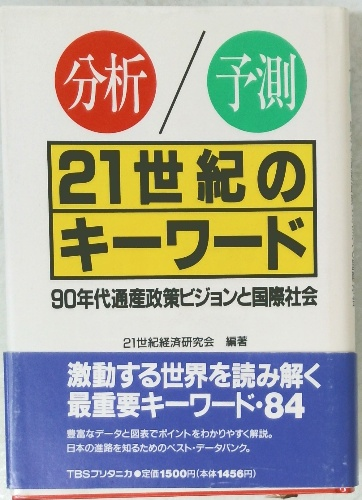 分析/予測
21世紀の
キーワード
90年代通産政策ビジョンと国際社会
21世紀経済研究会 編著
激動する世界を読み解く
最重要キーワード・84
豊富なデータと図表でポイントをわかりやすく解説。
日本の進路を知るためのベスト・データバンク。
TBSブリタニカ●定価1500円(本体1456円)